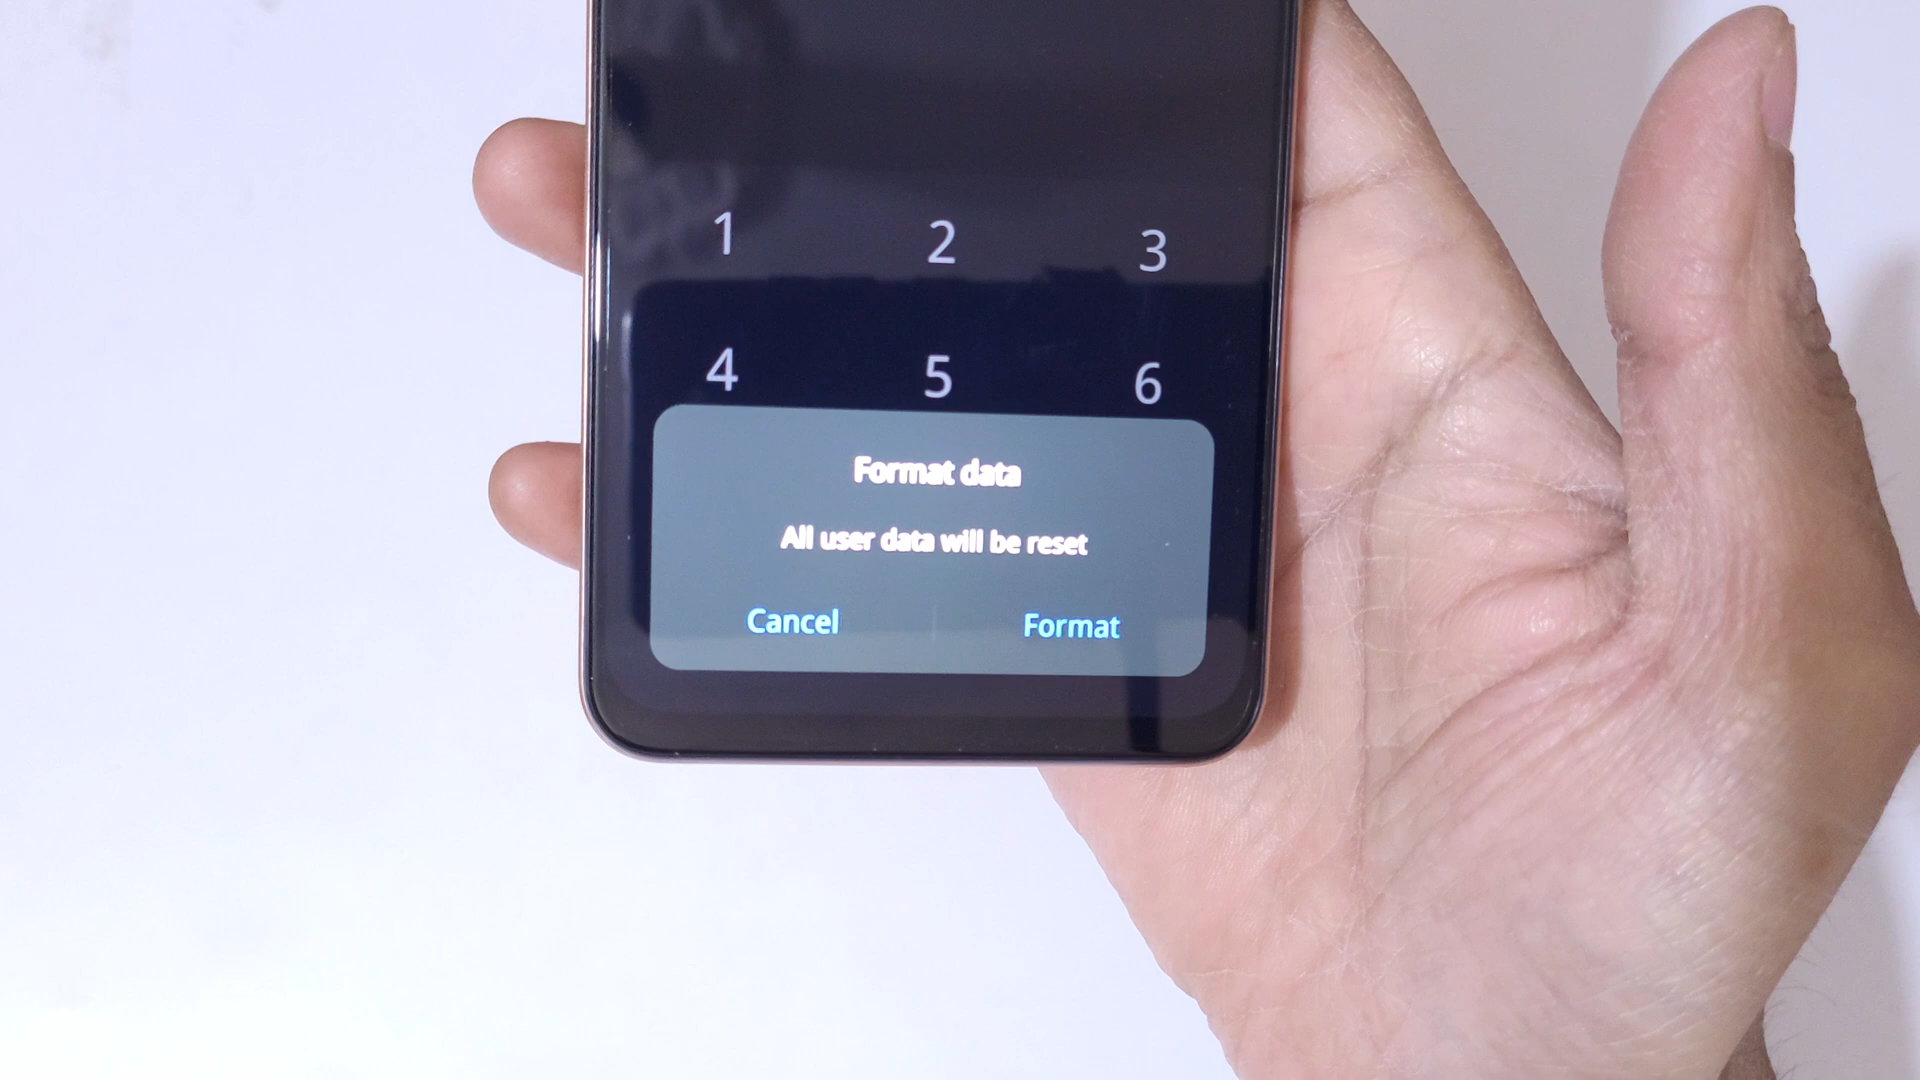 1 2 3
4 5 6
Format data
All user data will be reset
Cancel Format